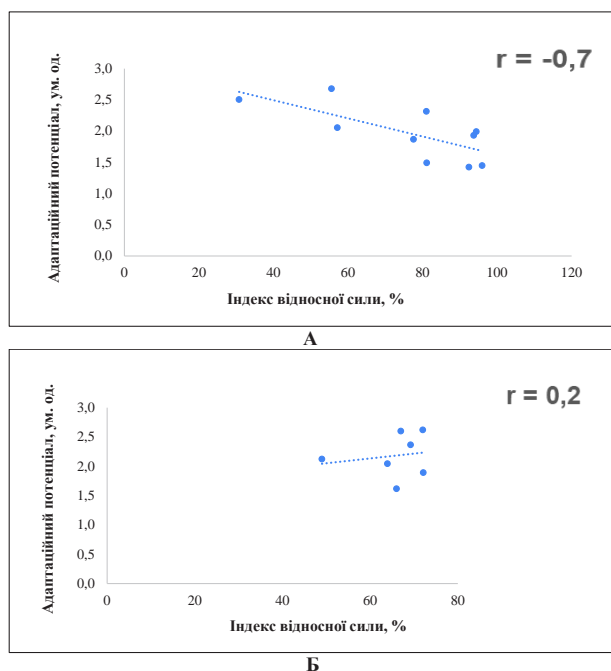 r = -0,7
Адаптаційний потенціал, ум. од.
3,0
2,5
2,0
1,5
1,0
0,5
0,0
0 20 40 60 80 100 120
Індекс відносної сили, %
А
r = 0,2
Адаптаційний потенціал, ум. од.
3,0
2,5
2,0
1,5
1,0
0,5
0,0
0 20 40 60 80
Індекс відносної сили, %
Б